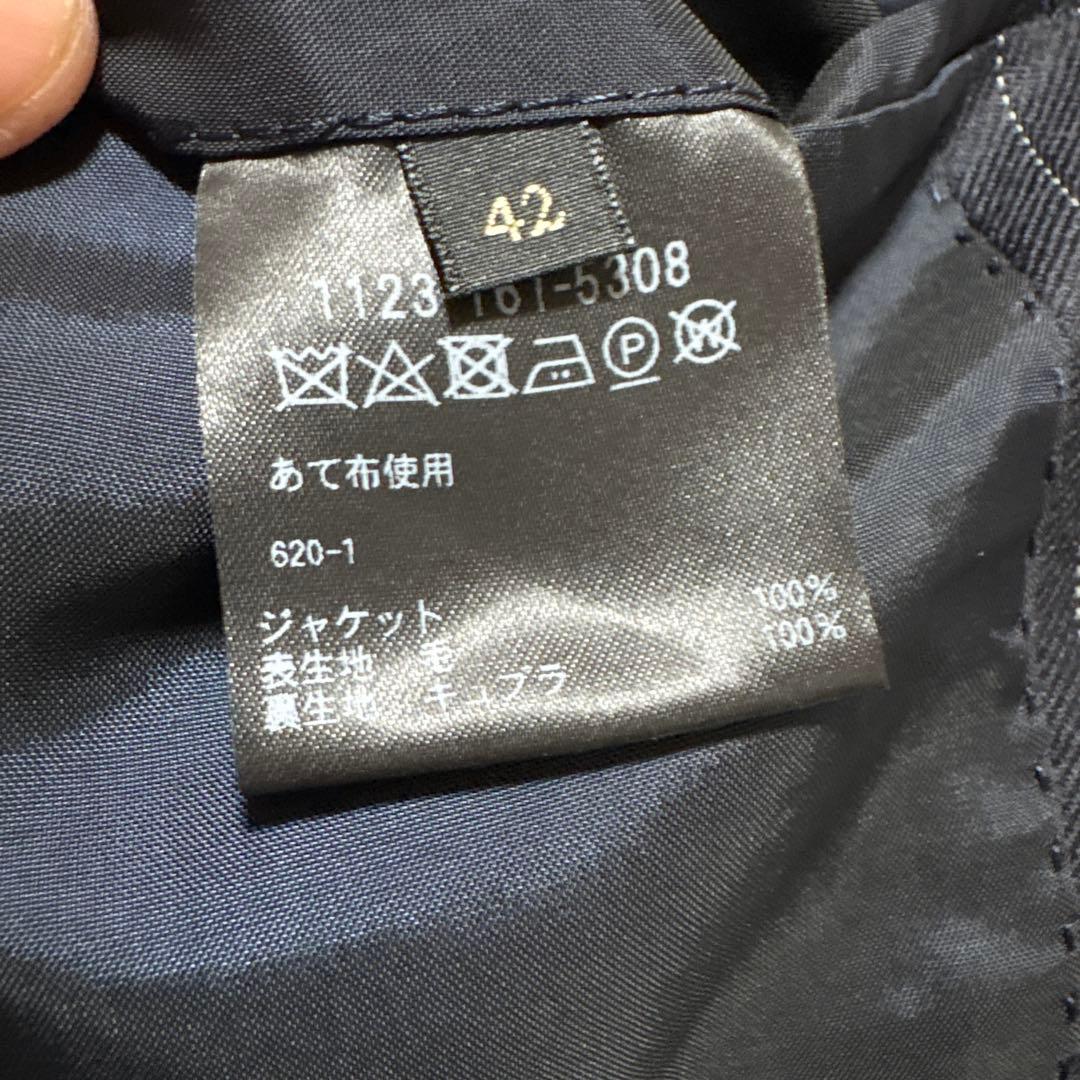 42
1123-161-5308
P
W
あて布使用
620-1
ジャケット
表生地 毛 100%
裏生地 キュプラ 100%